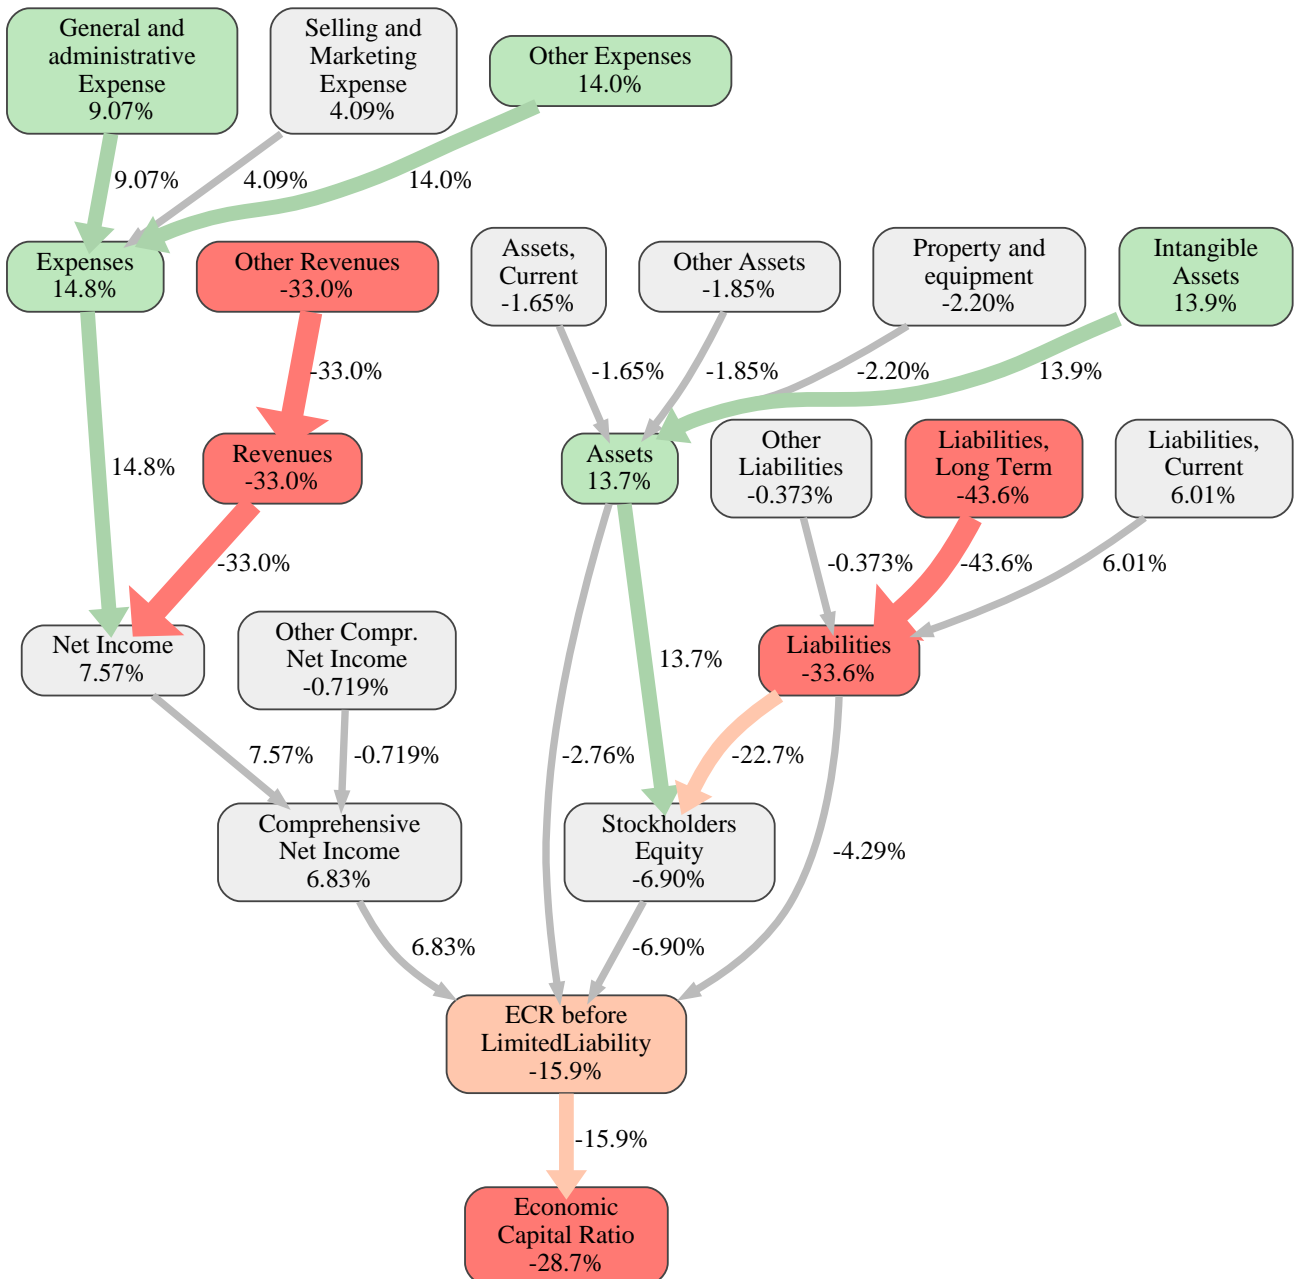 General and
administrative
Expense
9.07%
Selling and
Marketing
Expense
4.09%
Other Expenses
14.0%
9.07%
4.09%
14.0%
Expenses
14.8%
Other Revenues
-33.0%
Assets,
Current
-1.65%
Other Assets
-1.85%
Property and
equipment
-2.20%
Intangible
Assets
13.9%
-33.0%
-1.65%
-1.85%
-2.20%
13.9%
Revenues
-33.0%
Assets
13.7%
Other
Liabilities
-0.373%
Liabilities,
Long Term
-43.6%
Liabilities,
Current
6.01%
14.8%
-33.0%
-0.373%
-43.6%
6.01%
Net Income
7.57%
Other Compr.
Net Income
-0.719%
13.7%
Liabilities
-33.6%
7.57%
-0.719%
-2.76%
-22.7%
Comprehensive
Net Income
6.83%
Stockholders
Equity
-6.90%
-4.29%
6.83%
-6.90%
ECR before
LimitedLiability
-15.9%
-15.9%
Economic
Capital Ratio
-28.7%